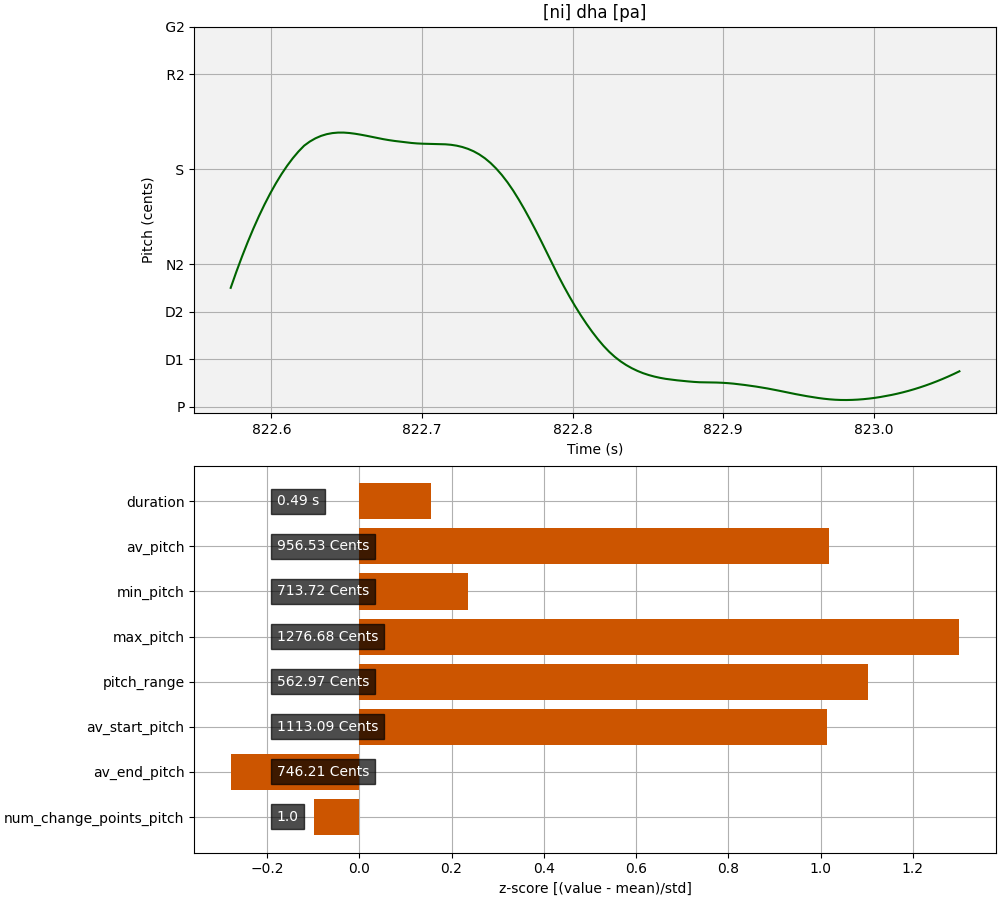 [ni] dha [pa]
G2
R2
S
N2
D2
D1
P
Pitch (cents)
822.6 822.7 822.8 822.9 823.0
Time (s)
duration 0.49 s
av_pitch 956.53 Cents
min_pitch 713.72 Cents
max_pitch 1276.68 Cents
pitch_range 562.97 Cents
av_start_pitch 1113.09 Cents
av_end_pitch 746.21 Cents
num_change_points_pitch 1.0
−0.2 0.0 0.2 0.4 0.6 0.8 1.0 1.2
z-score [(value - mean)/std]